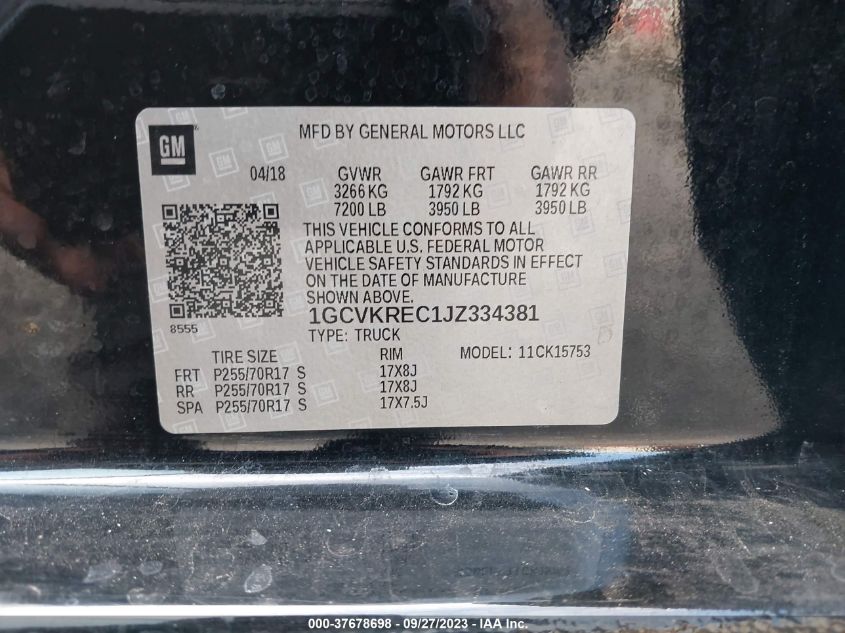 GM
MFD BY GENERAL MOTORS LLC
04/18 GVWR GAWR FRT GAWR RR
3266 KG 1792 KG 1792 KG
7200 LB 3950 LB 3950 LB
THIS VEHICLE CONFORMS TO ALL
APPLICABLE U.S. FEDERAL MOTOR
VEHICLE SAFETY STANDARDS IN EFFECT
ON THE DATE OF MANUFACTURE
SHOWN ABOVE.
8555
1GCVKREC1JZ334381
TYPE: TRUCK
TIRE SIZE RIM MODEL: 11CK15753
FRT P255/70R17 S 17X8J
RR P255/70R17 S 17X8J
SPA P255/70R17 S 17X7.5J
000-37678698 - 09/27/2023 - IAA Inc.